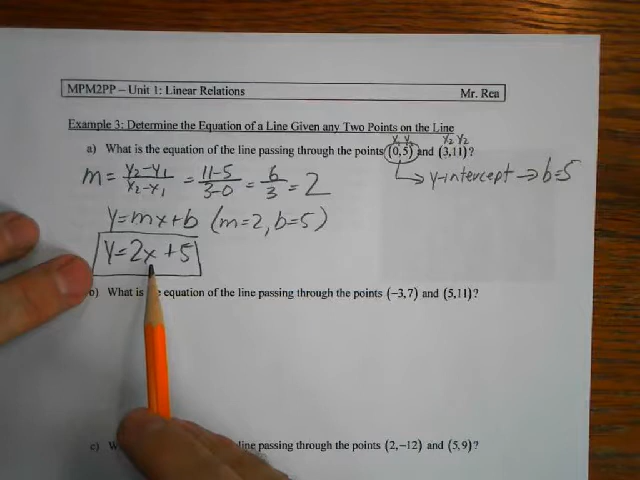 MPM2PP – Unit 1: Linear Relations Mr. Rea
Example 3: Determine the Equation of a Line Given any Two Points on the Line
x₁ y₁ x₂ y₂
a) What is the equation of the line passing through the points (0,5) and (3,11)?
m = y₂-y₁/x₂-x₁ = 11-5/3-0 = 6/3 = 2
↳ y-intercept → b=5
y=mx+b (m=2, b=5)
y=2x+5
b) What is equation of the line passing through the points (−3,7) and (5,11)?
c) line passing through the points (2,−12) and (5,9)?